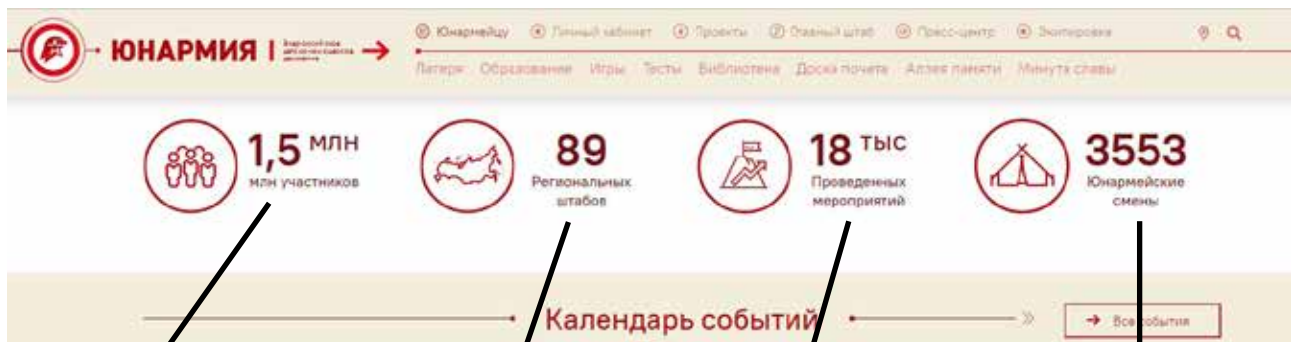 Юнармейцу Личный кабинет Проекты Главный штаб Пресс-центр Экипировка
ЮНАРМИЯ
Лагеря Образование Игры Тесты Библиотека Доска почета Аллея памяти Минута славы
1,5 МЛН
млн участников
89
Региональных
штабов
18 ТЫС
Проведенных
мероприятий
3553
Юнармейские
смены
Календарь событий
Все события